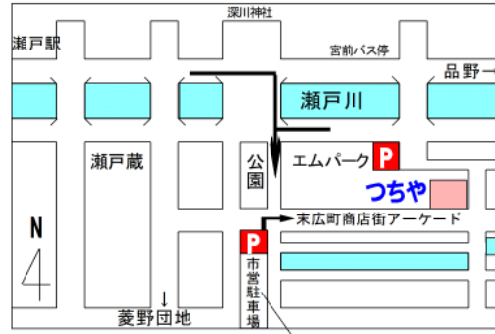 深川神社
瀬戸駅
宮前バス停
品野→
瀬戸川
瀬戸蔵
公園
エムパーク
P
つちや
N
末広町商店街アーケード
P
市営駐車場
↓
菱野団地